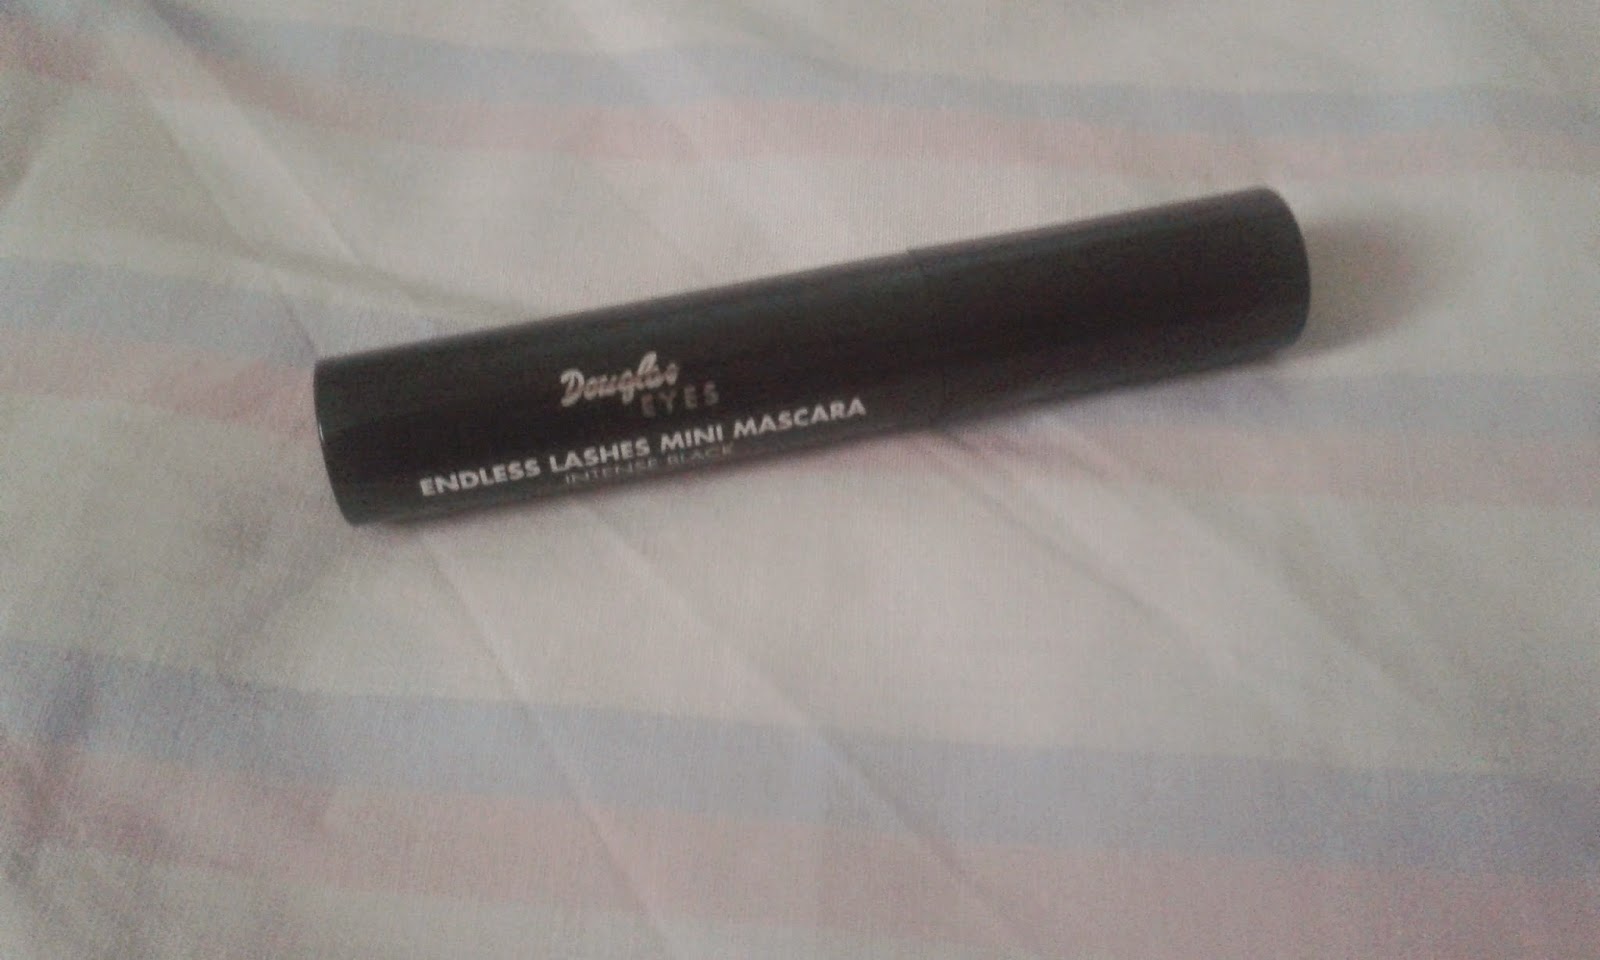 Douglas
EYES
ENDLESS LASHES MINI MASCARA
INTENSE BLACK